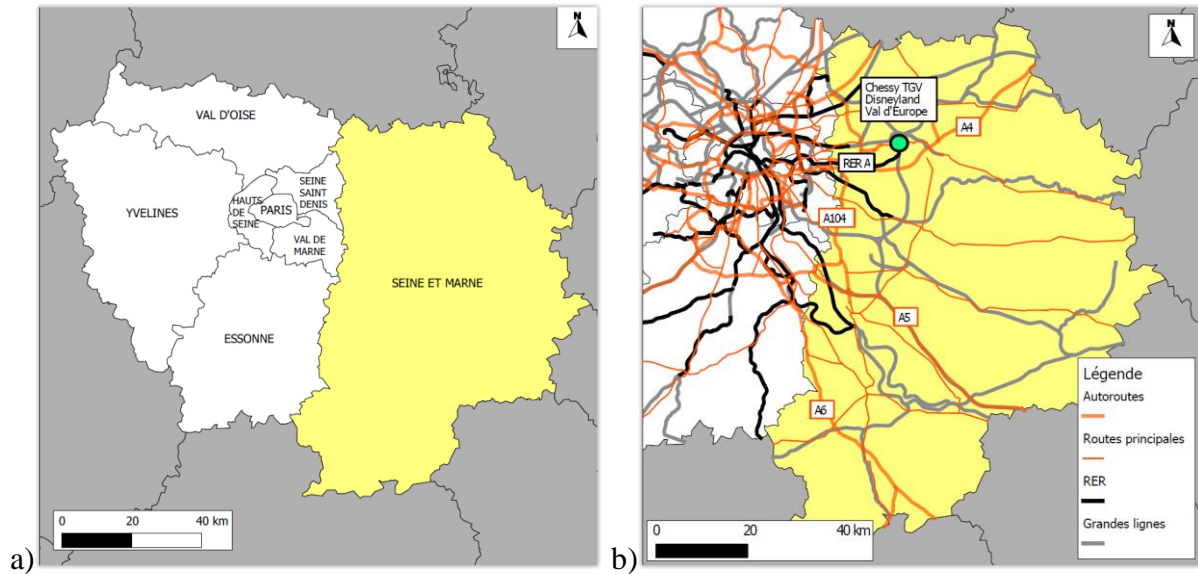 N
VAL D'OISE
YVELINES
HAUTS
DE
SEINE
PARIS
SEINE
SAINT
DENIS
VAL DE
MARNE
SEINE ET MARNE
ESSONNE
0 20 40 km
a)
N
Chessy TGV
Disneyland
Val d'Europe
A4
RER A
A104
A5
A6
Légende
Autoroutes
Routes principales
RER
Grandes lignes
0 20 40 km
b)